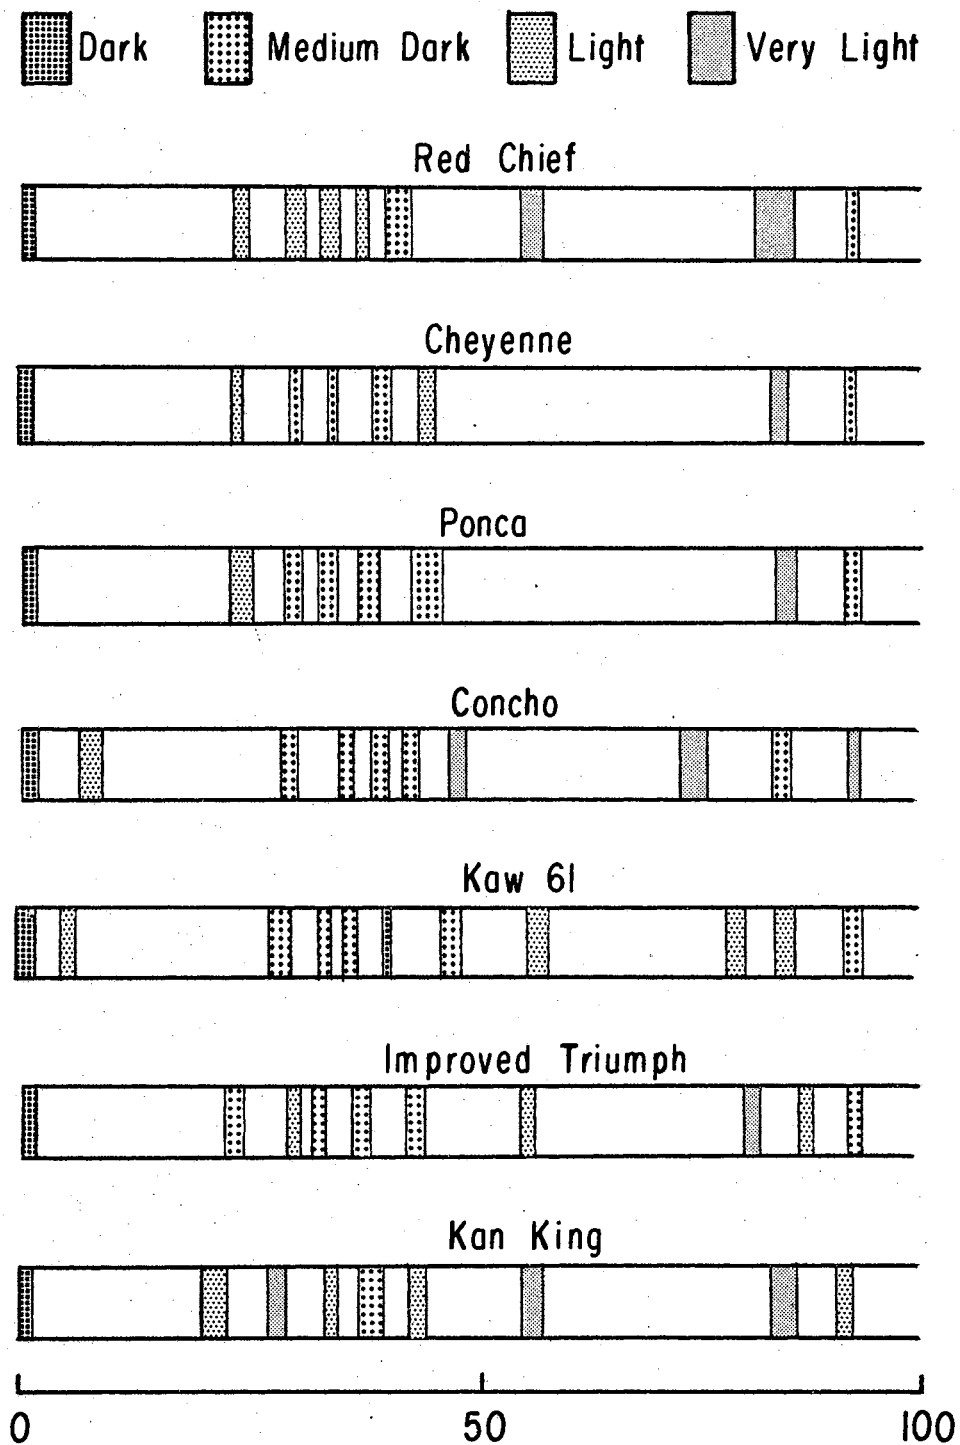 Dark Medium Dark Light Very Light
Red Chief
Cheyenne
Ponca
Concho
Kaw 61
Improved Triumph
Kan King
0 50 100